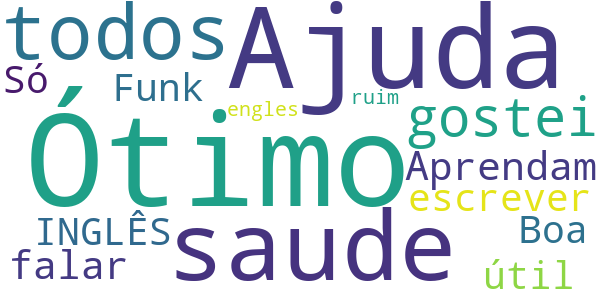 todos
Ajuda
Só
Funk
ruim
engles
gostei
Ótimo
Aprendam
escrever
INGLÊS
saude
Boa
falar
útil